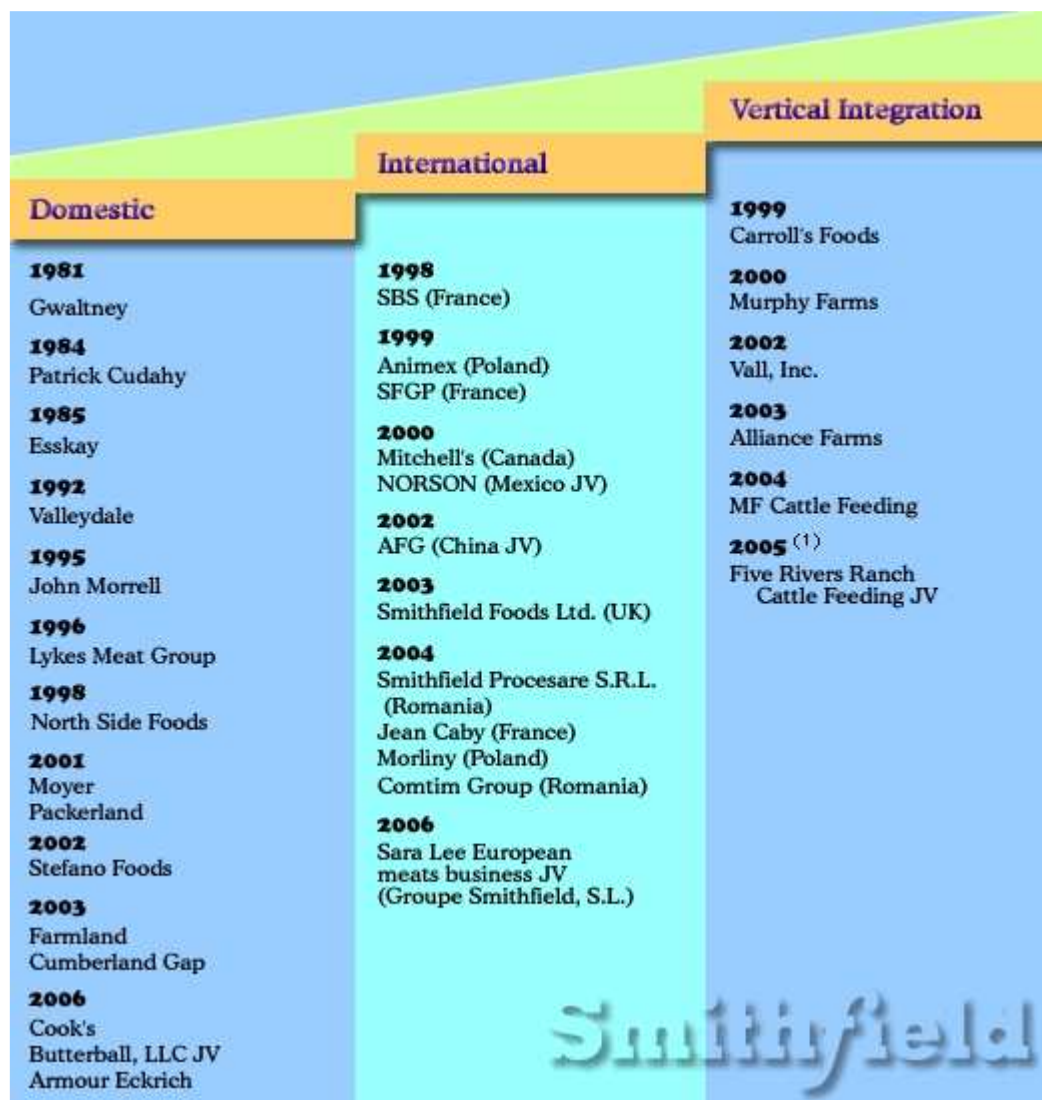 Domestic
1981
Gwaltney
1984
Patrick Cudahy
1985
Esskay
1992
Valleydale
1995
John Morrell
1996
Lykes Meat Group
1998
North Side Foods
2001
Moyer
Packerland
2002
Stefano Foods
2003
Farmland
Cumberland Gap
2006
Cook's
Butterball, LLC JV
Armour Eckrich
International
1998
SBS (France)
1999
Animex (Poland)
SFGP (France)
2000
Mitchell's (Canada)
NORSON (Mexico JV)
2002
AFG (China JV)
2003
Smithfield Foods Ltd. (UK)
2004
Smithfield Procesare S.R.L.
(Romania)
Jean Caby (France)
Morliny (Poland)
Comtim Group (Romania)
2006
Sara Lee European
meats business JV
(Groupe Smithfield, S.L.)
Vertical Integration
1999
Carroll's Foods
2000
Murphy Farms
2002
Vall, Inc.
2003
Alliance Farms
2004
MF Cattle Feeding
2005 (1)
Five Rivers Ranch
Cattle Feeding JV
Smithfield